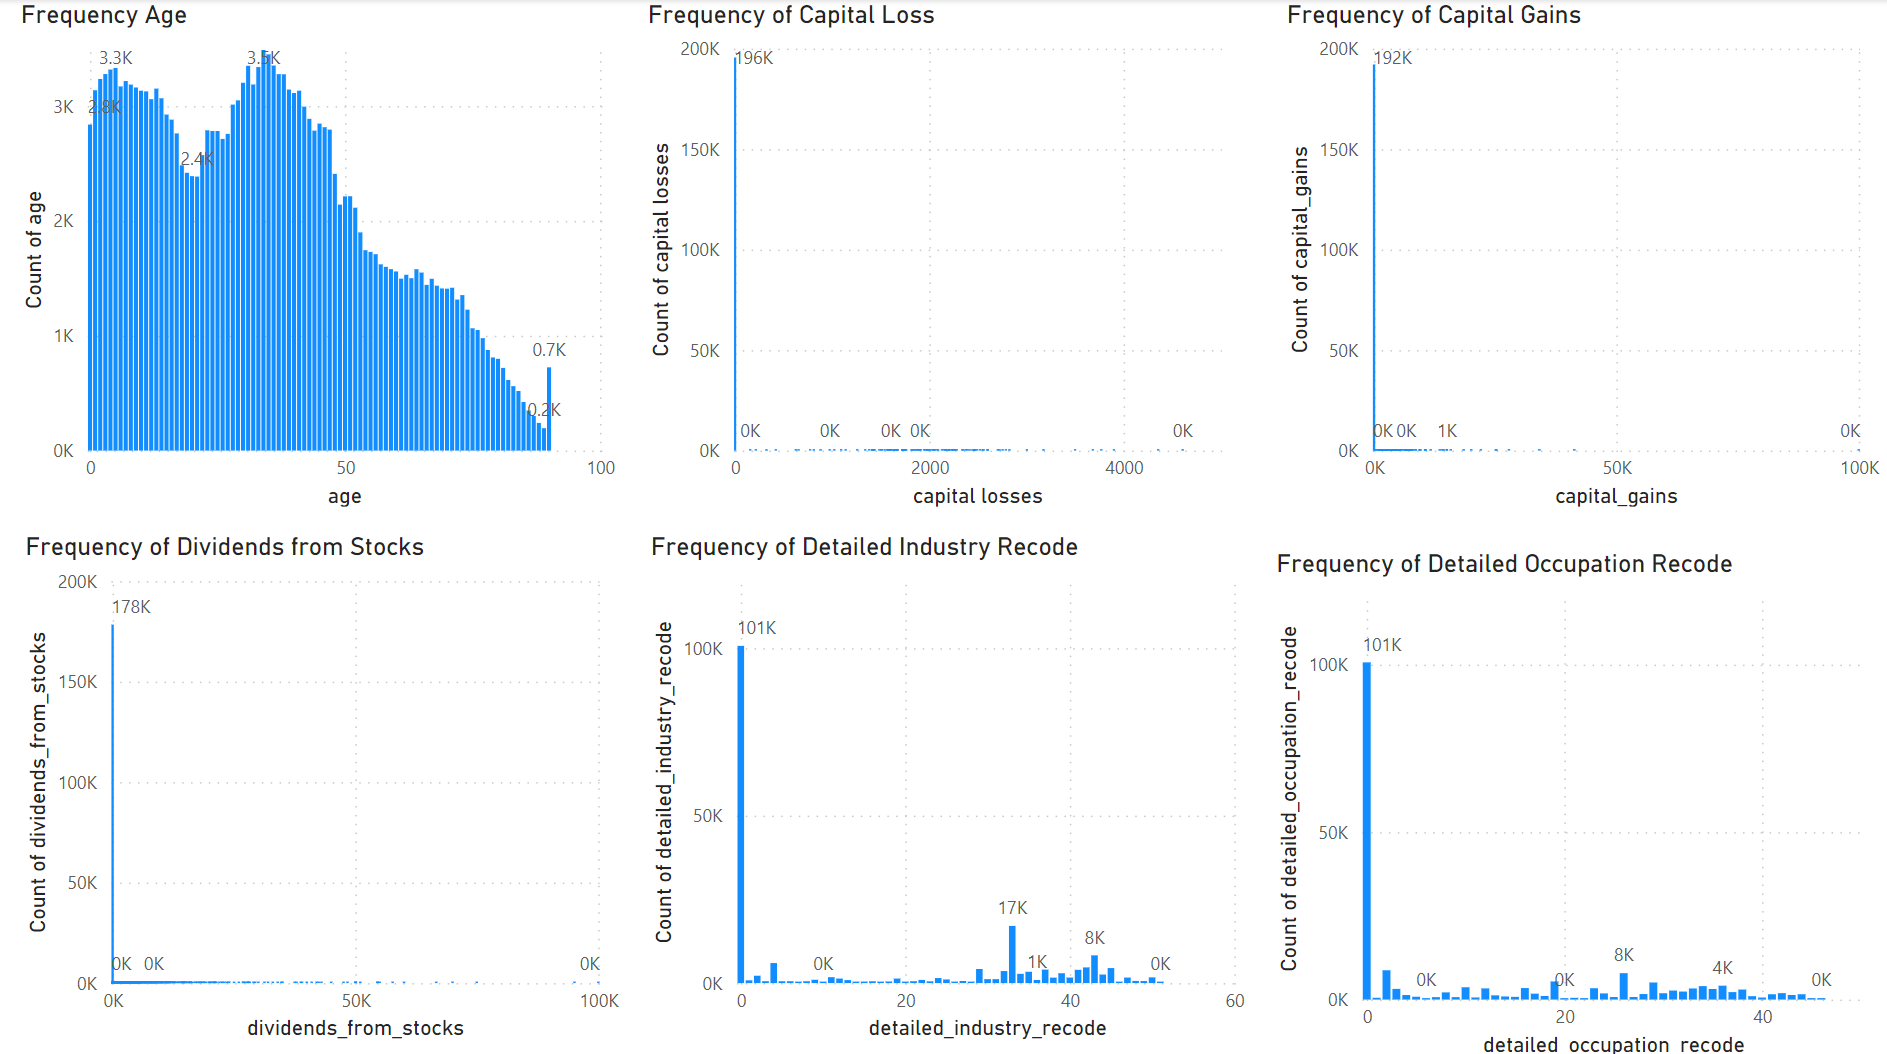 Frequency Age
3.3K
3.5K
2.8K
2.4K
0.7K
0.2K
3K
2K
1K
0K
0
50
100
Count of age
age
Frequency of Capital Loss
200K
196K
150K
100K
50K
0K
0K
0K
0K
0K
0K
0
2000
4000
Count of capital losses
capital losses
Frequency of Capital Gains
200K
192K
150K
100K
50K
0K
0K
0K
1K
0K
0K
50K
100K
Count of capital_gains
capital_gains
Frequency of Dividends from Stocks
200K
178K
150K
100K
50K
0K
0K
0K
0K
0K
50K
100K
Count of dividends_from_stocks
dividends_from_stocks
Frequency of Detailed Industry Recode
101K
100K
50K
17K
8K
0K
1K
0K
0K
0
20
40
60
Count of detailed_industry_recode
detailed_industry_recode
Frequency of Detailed Occupation Recode
101K
100K
50K
8K
0K
0K
4K
0K
0K
0
20
40
Count of detailed_occupation_recode
detailed_occupation_recode